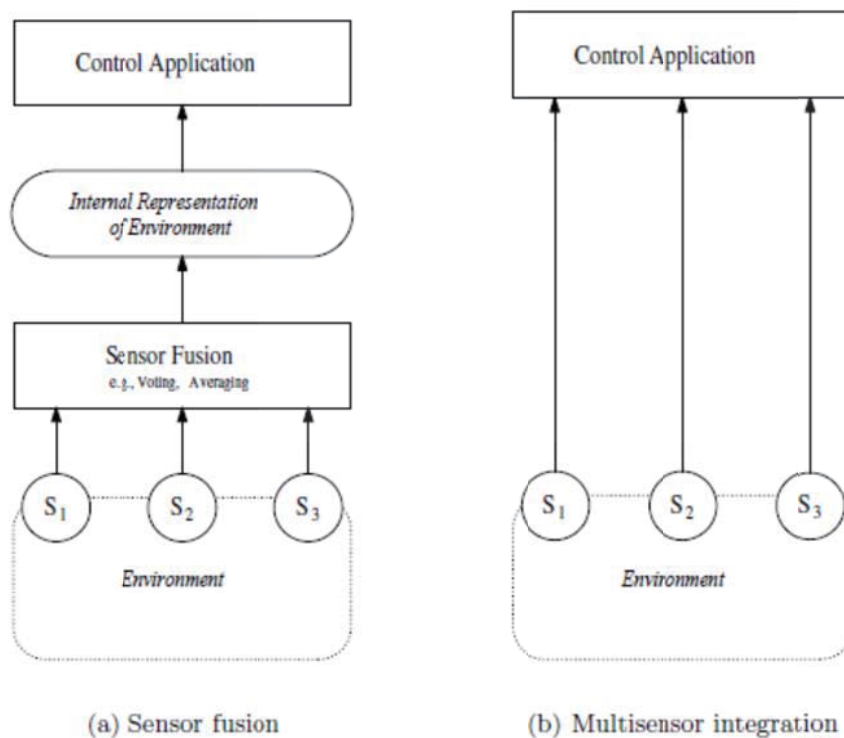 Control Application
Internal Representation
of Environment
Sensor Fusion
e.g., Voting, Averaging
S1
S2
S3
Environment
(a) Sensor fusion
Control Application
S1
S2
S3
Environment
(b) Multisensor integration